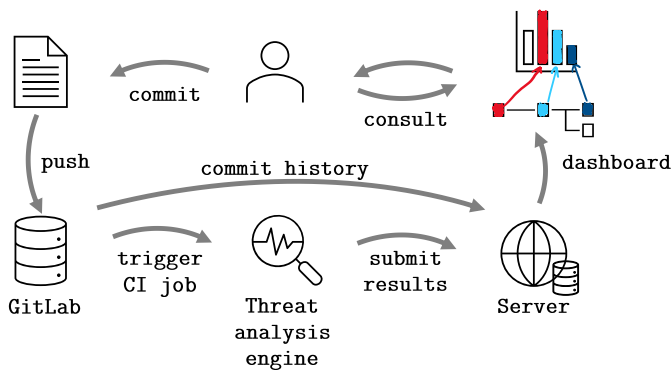 commit
consult
push
commit history
dashboard
trigger
CI job
submit
results
GitLab
Threat
analysis
engine
Server